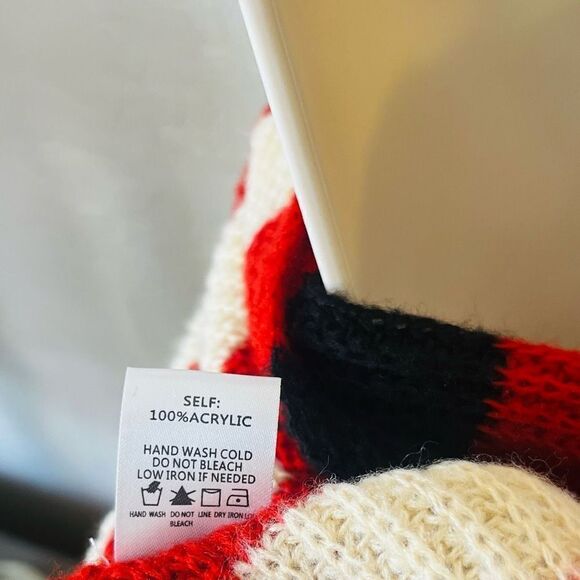 SELF:
100%ACRYLIC
HAND WASH COLD
DO NOT BLEACH
LOW IRON IF NEEDED
HAND WASH DO NOT LINE DRY IRON LO
BLEACH